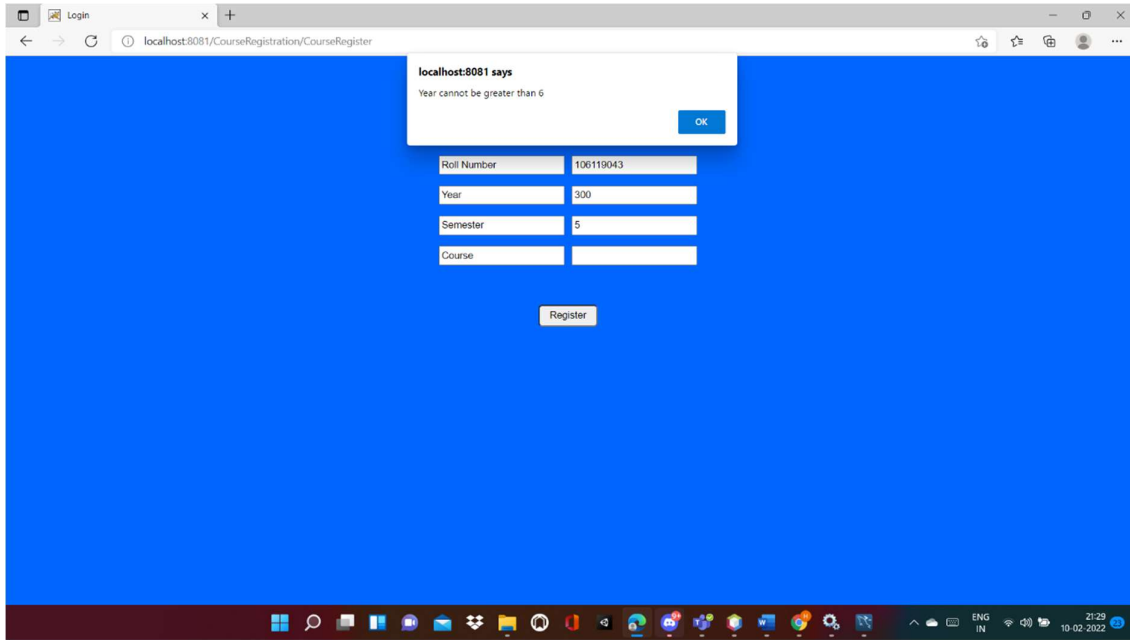 Login
localhost:8081/CourseRegistration/CourseRegister
localhost:8081 says
Year cannot be greater than 6
OK
Roll Number 106119043
Year 300
Semester 5
Course
Register
ENG 21:29
IN 10-02-2022 23